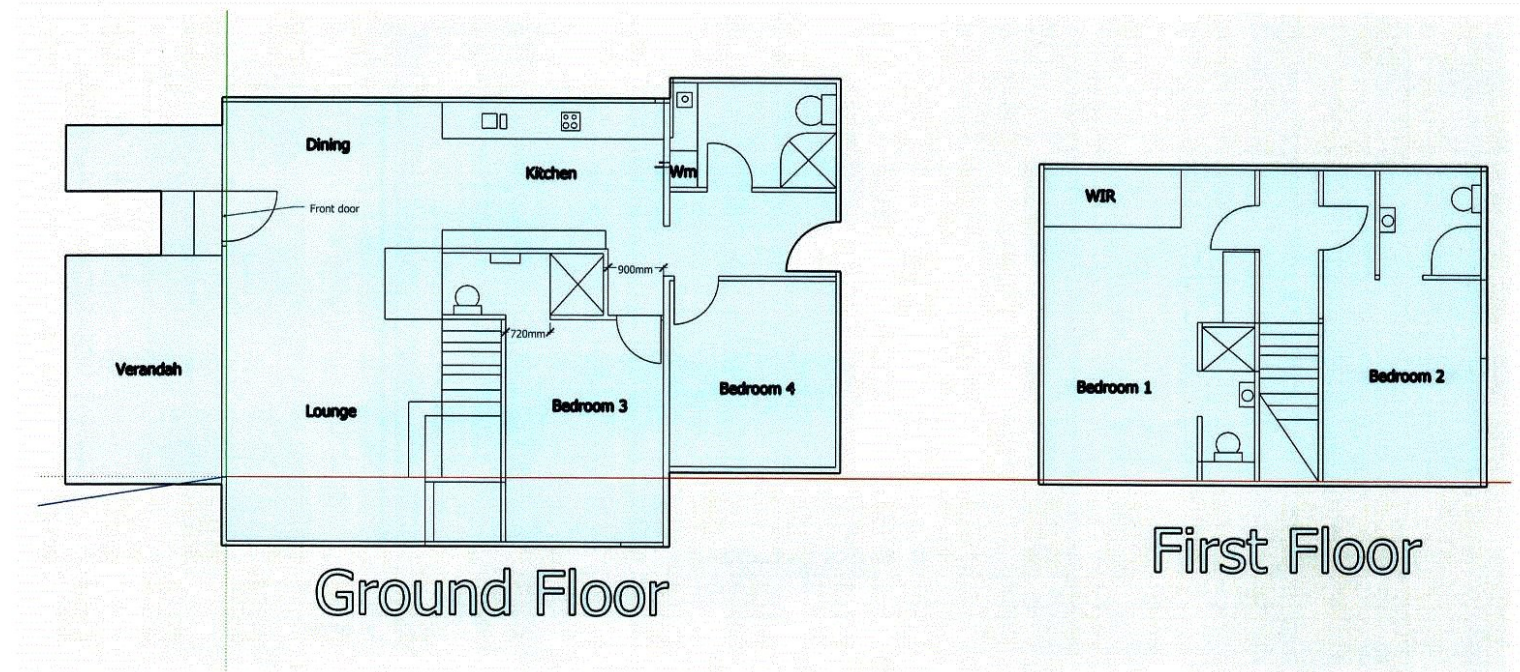 Dining
Kitchen
Wm
Front door
900mm
720mm
Verandah
Lounge
Bedroom 3
Bedroom 4
Ground Floor
WIR
Bedroom 1
Bedroom 2
First Floor